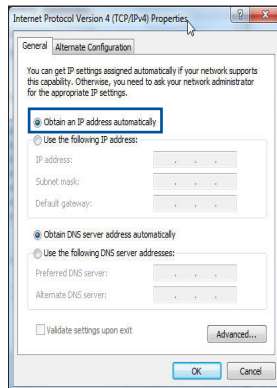 Internet Protocol Version 4 (TCP/IPv4) Properties
General
Alternate Configuration
You can get IP settings assigned automatically if your network supports
this capability. Otherwise, you need to ask your network administrator
for the appropriate IP settings.
Obtain an IP address automatically
Use the following IP address:
IP address:
Subnet mask:
Default gateway:
Obtain DNS server address automatically
Use the following DNS server addresses:
Preferred DNS server:
Alternate DNS server:
Validate settings upon exit
Advanced...
OK
Cancel